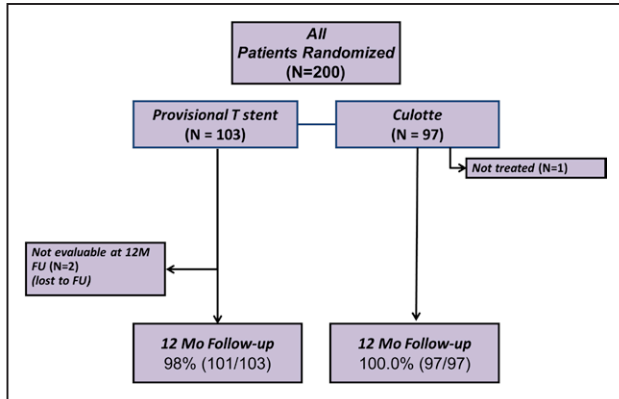 All
Patients Randomized
(N=200)
Provisional T stent
(N = 103)
Culotte
(N = 97)
Not treated (N=1)
Not evaluable at 12M
FU (N=2)
(lost to FU)
12 Mo Follow-up
98% (101/103)
12 Mo Follow-up
100.0% (97/97)